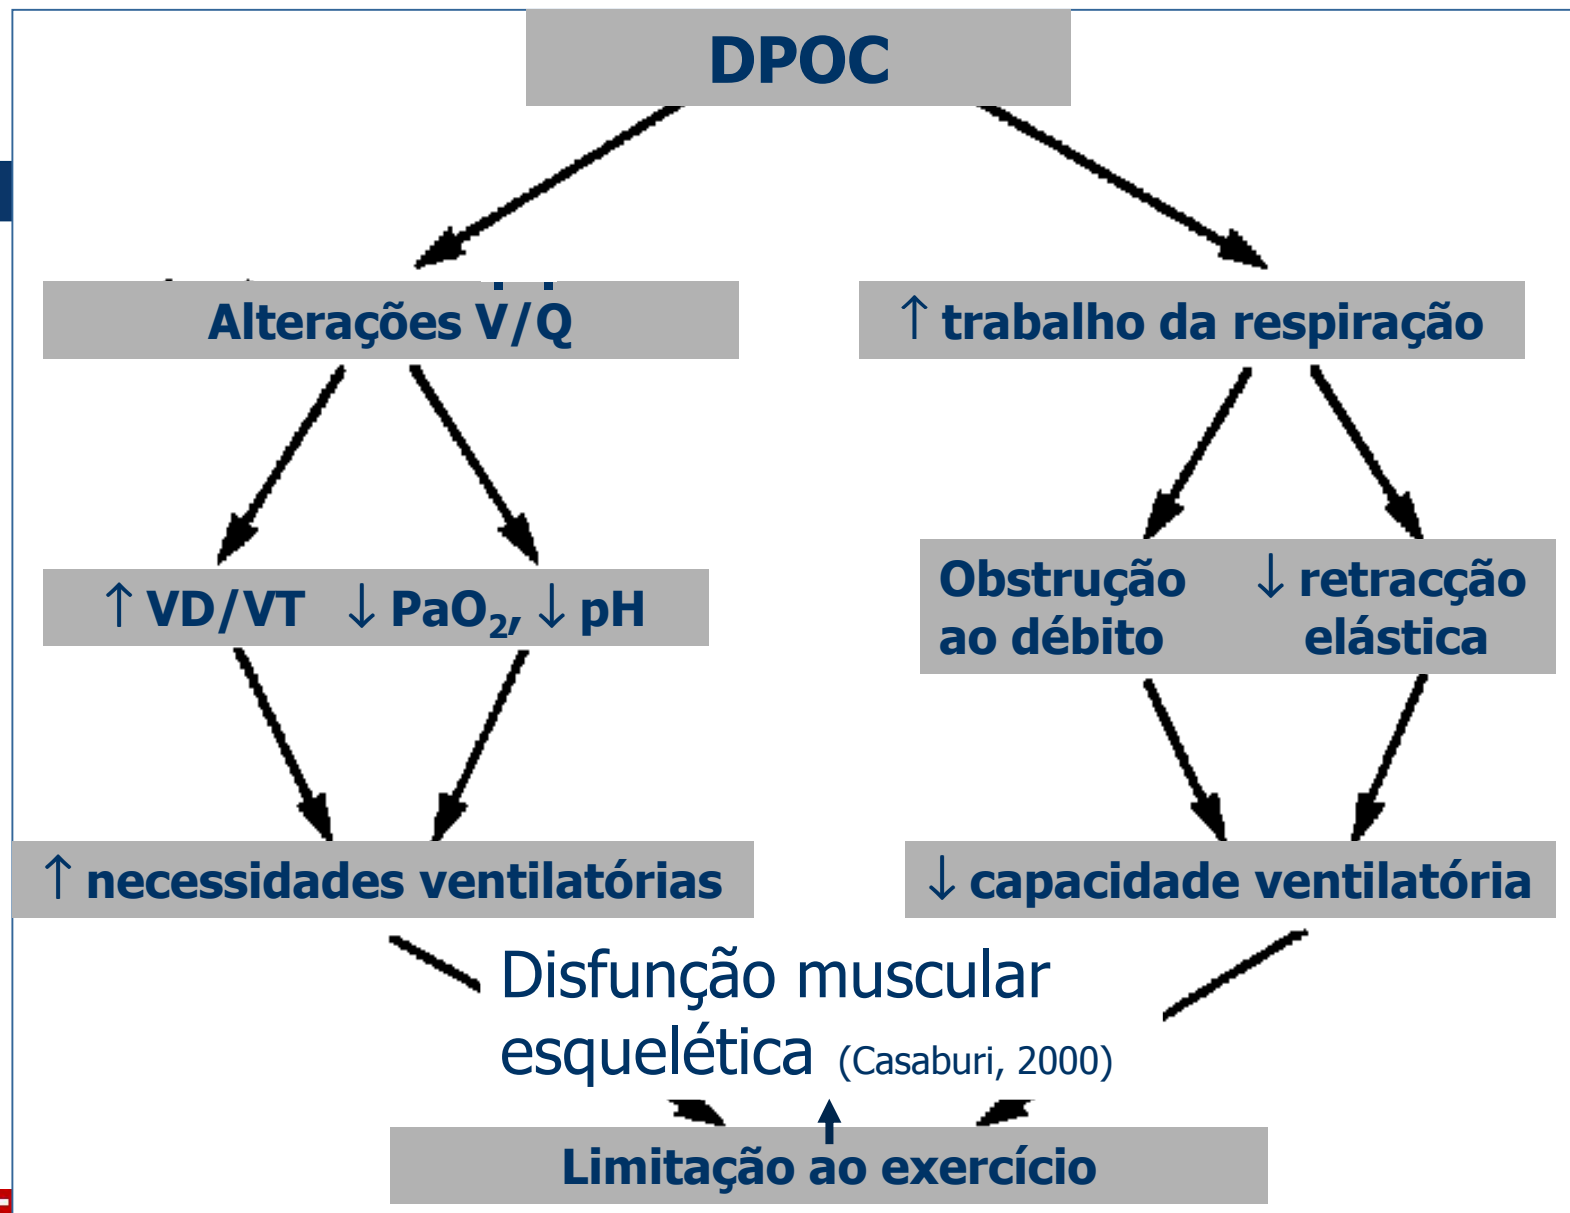 DPOC
Alterações V̇/Q̇
↑ trabalho da respiração
↑ VD/VT ↓ PaO₂, ↓ pH
Obstrução ↓ retracção
ao débito elástica
↑ necessidades ventilatórias
↓ capacidade ventilatória
Disfunção muscular
esquelética (Casaburi, 2000)
Limitação ao exercício